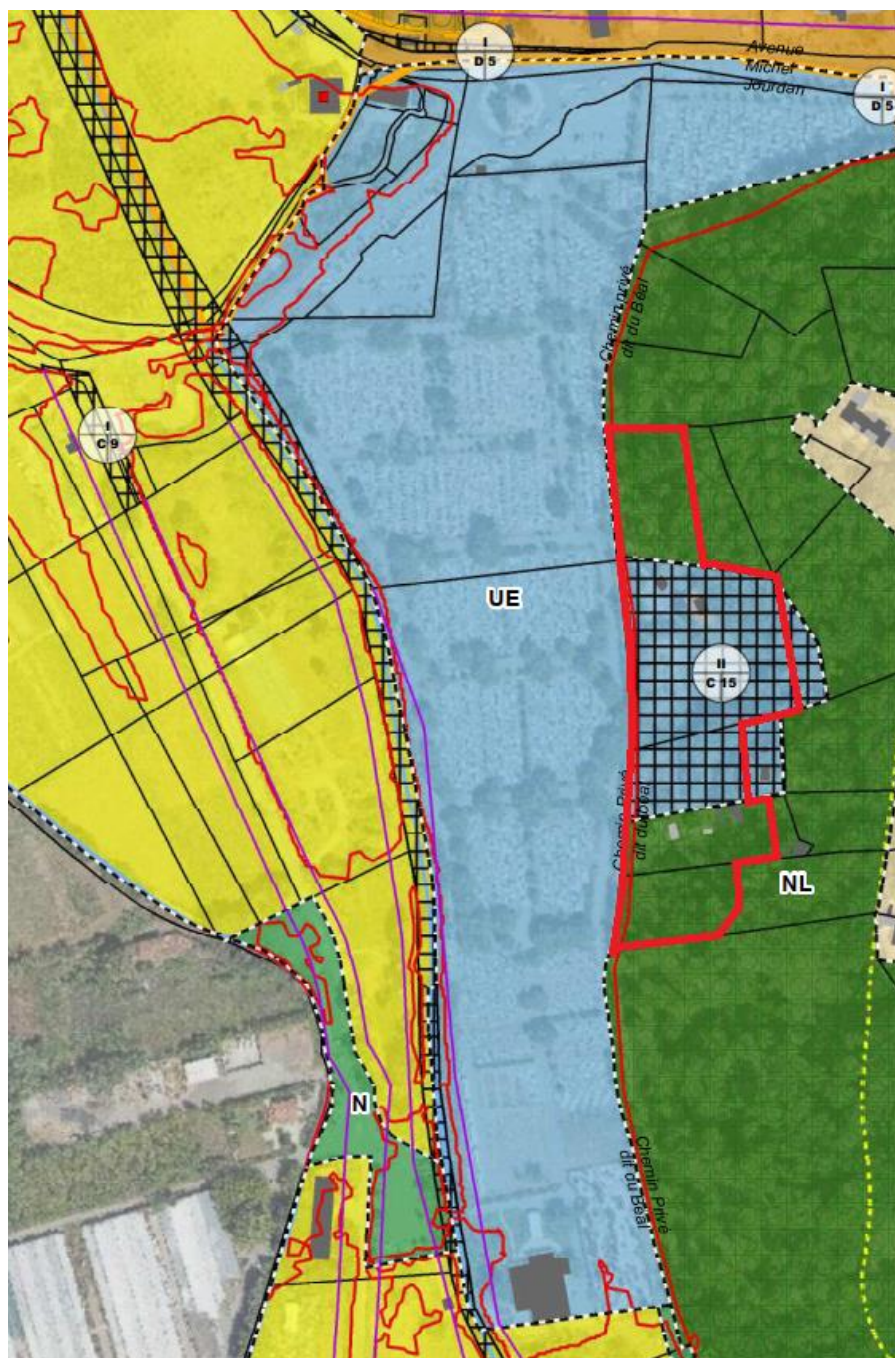 I
D 5
Avenue
Michel
Jourdan
I
D 5
Chemin privé
dit du Béal
I
C 9
UE
II
C 15
Chemin Privé
dit du béal
NL
N
Chemin Privé
dit du Béal